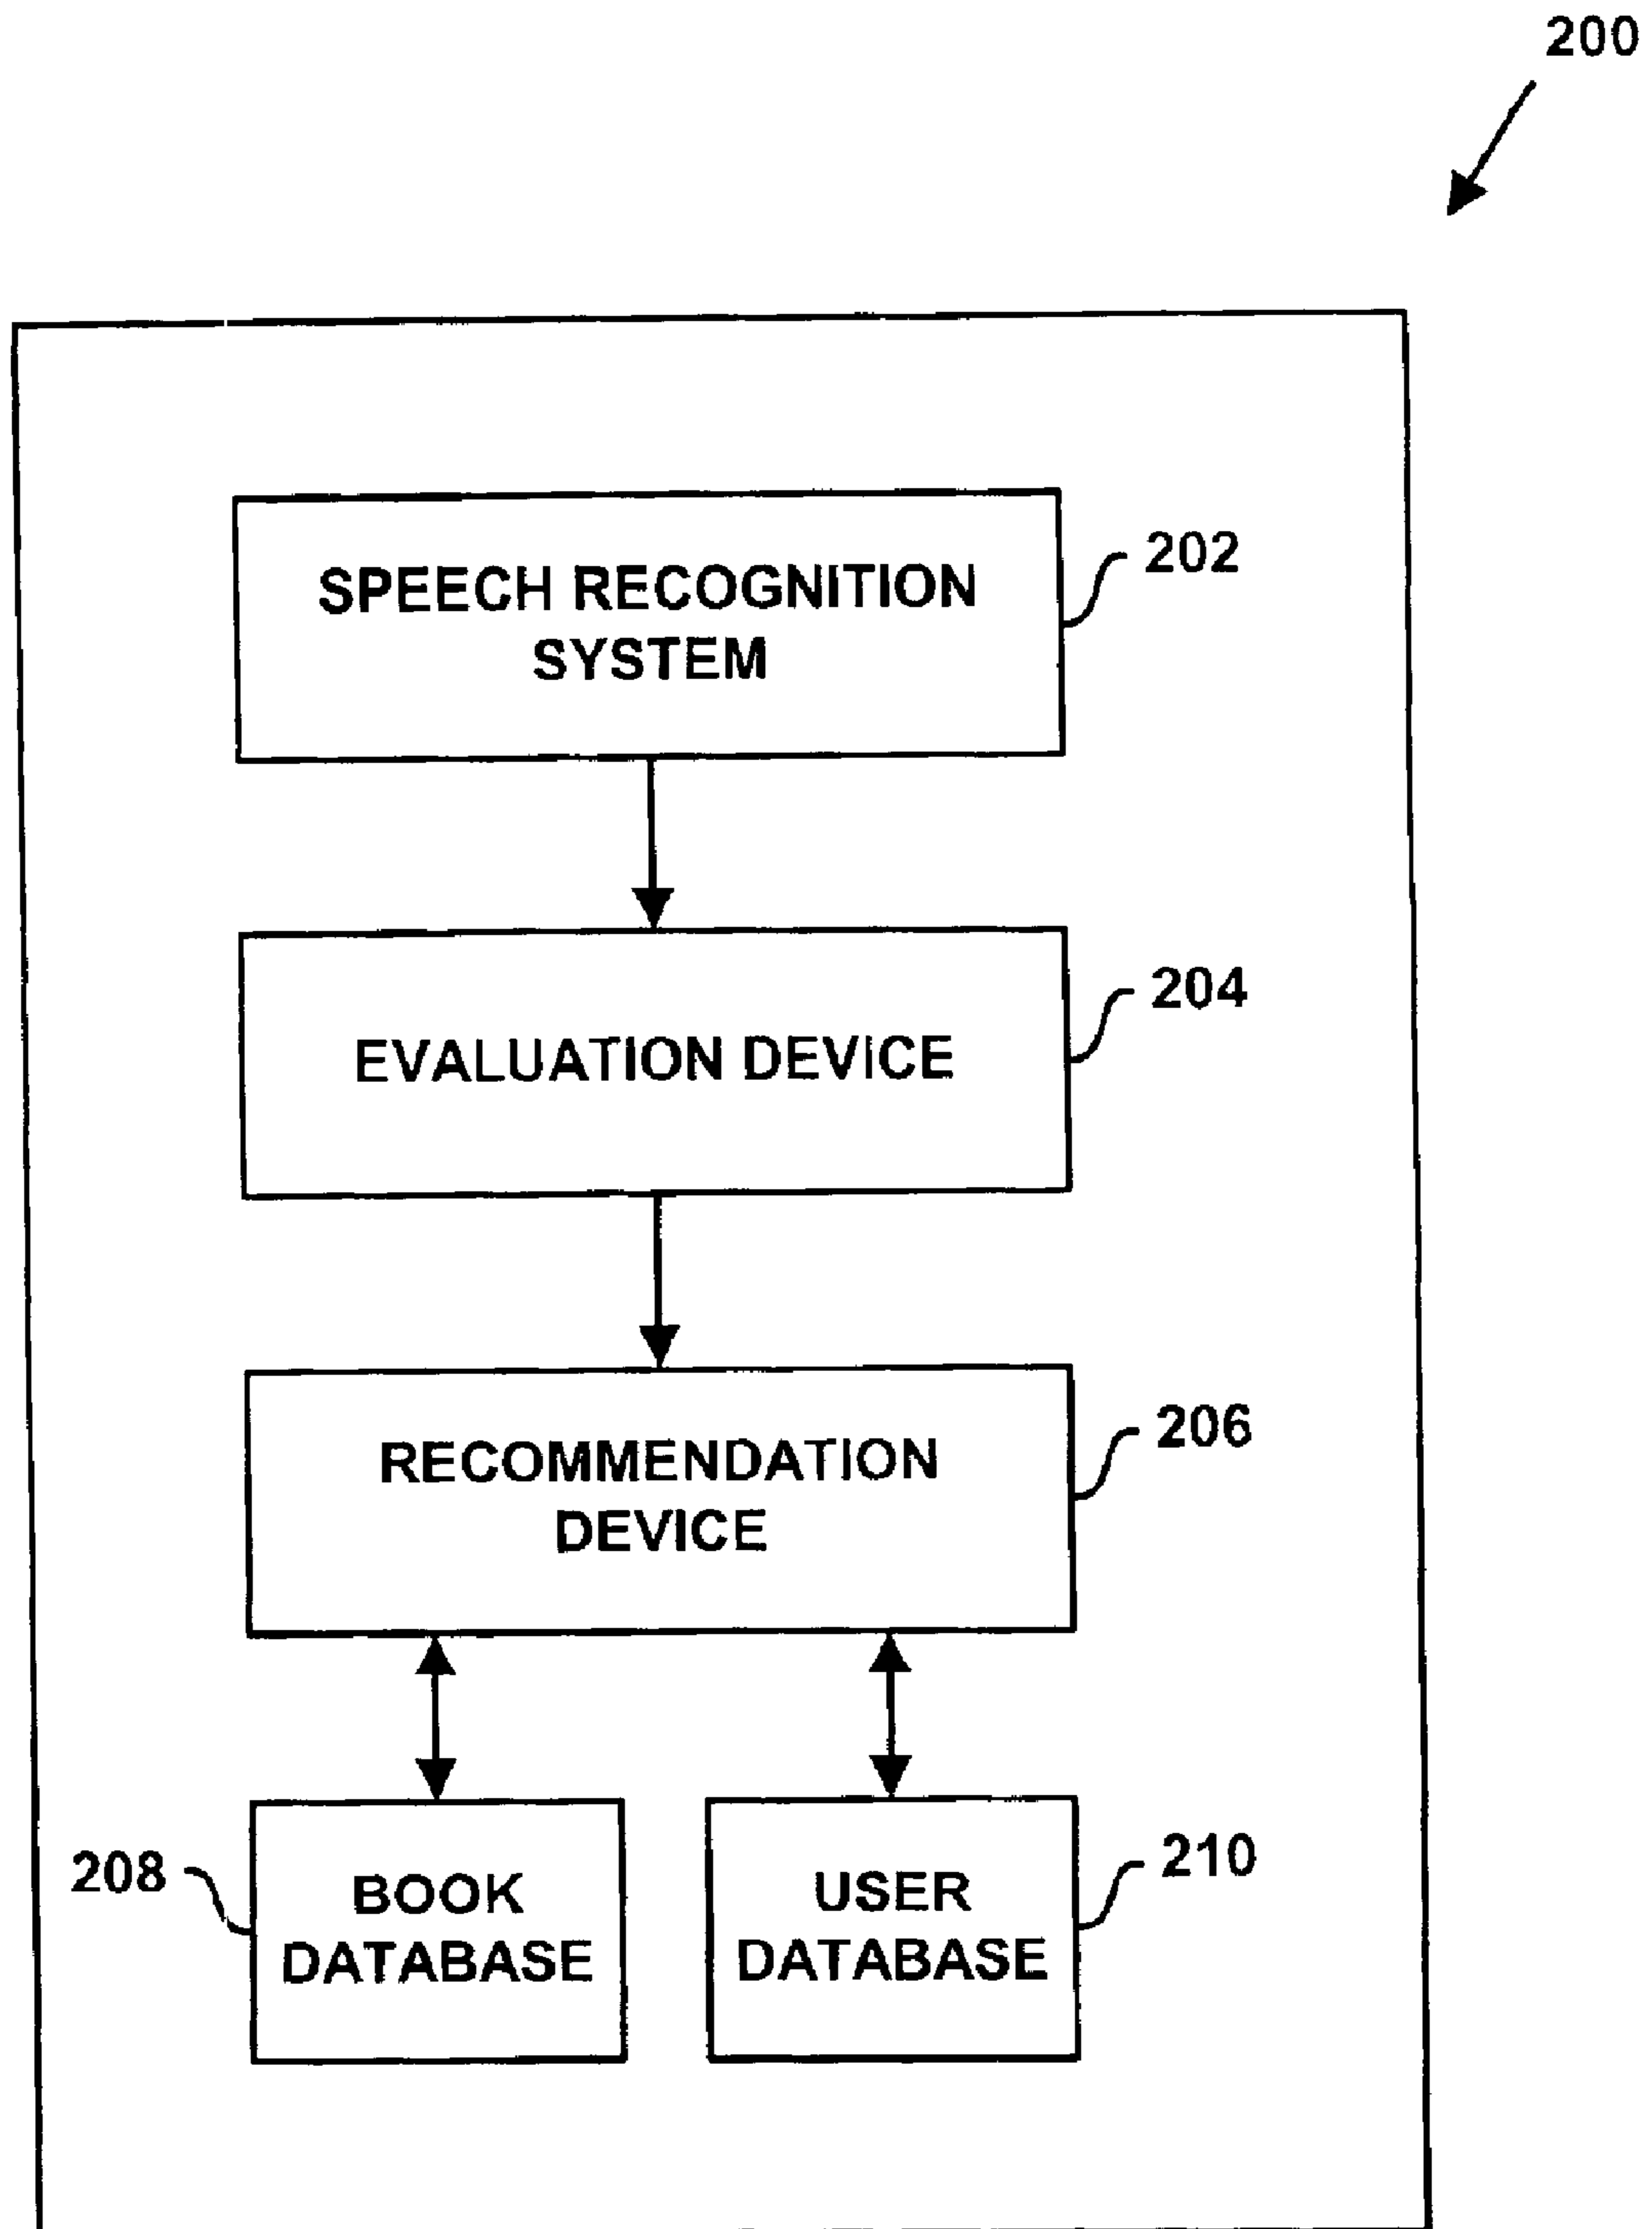 200
SPEECH RECOGNITION
SYSTEM
202
EVALUATION DEVICE
204
RECOMMENDATION
DEVICE
206
208
BOOK
DATABASE
USER
DATABASE
210